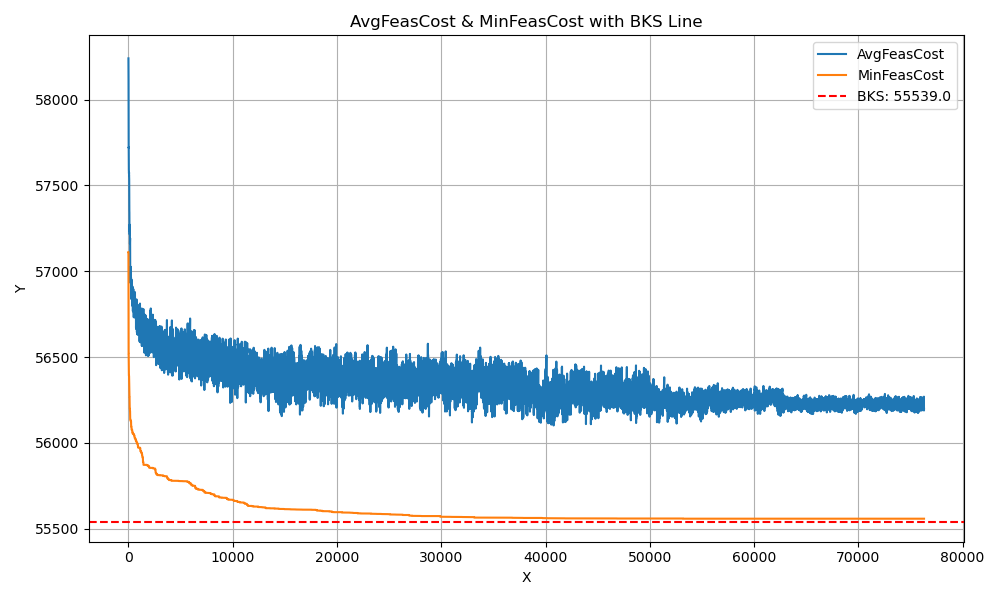 AvgFeasCost & MinFeasCost with BKS Line
AvgFeasCost
MinFeasCost
BKS: 55539.0
Y
58000
57500
57000
56500
56000
55500
0 10000 20000 30000 40000 50000 60000 70000 80000
X